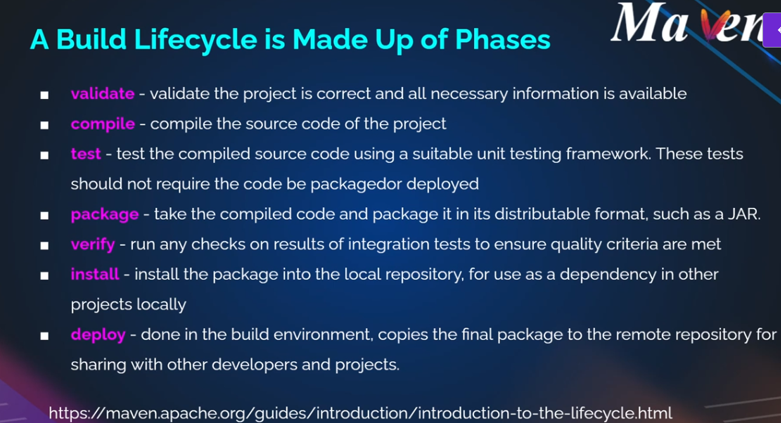 Maven
A Build Lifecycle is Made Up of Phases
▪ validate - validate the project is correct and all necessary information is available
▪ compile - compile the source code of the project
▪ test - test the compiled source code using a suitable unit testing framework. These tests
should not require the code be packagedor deployed
▪ package - take the compiled code and package it in its distributable format, such as a JAR.
▪ verify - run any checks on results of integration tests to ensure quality criteria are met
▪ install - install the package into the local repository, for use as a dependency in other
projects locally
▪ deploy - done in the build environment, copies the final package to the remote repository for
sharing with other developers and projects.
https://maven.apache.org/guides/introduction/introduction-to-the-lifecycle.html